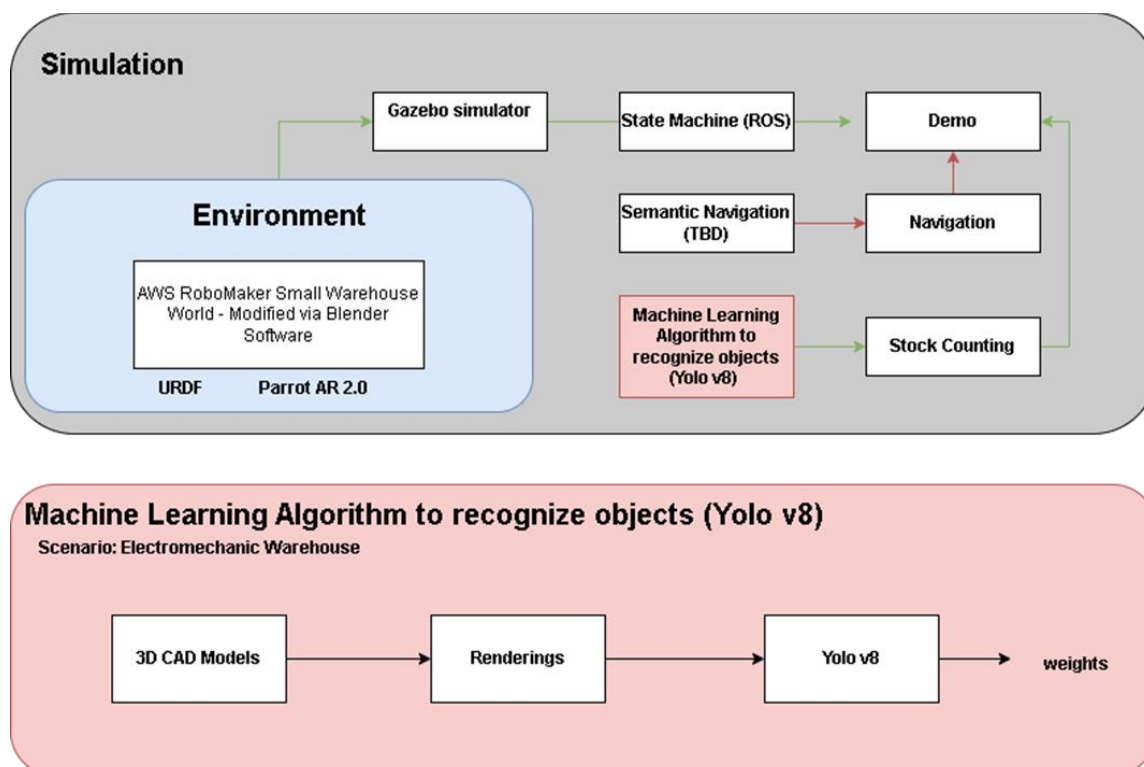 Simulation
Gazebo simulator
State Machine (ROS)
Demo
Environment
Semantic Navigation
(TBD)
Navigation
AWS RoboMaker Small Warehouse
World - Modified via Blender
Software
URDF
Parrot AR 2.0
Machine Learning
Algorithm to
recognize objects
(Yolo v8)
Stock Counting
Machine Learning Algorithm to recognize objects (Yolo v8)
Scenario: Electromechanic Warehouse
3D CAD Models
Renderings
Yolo v8
weights